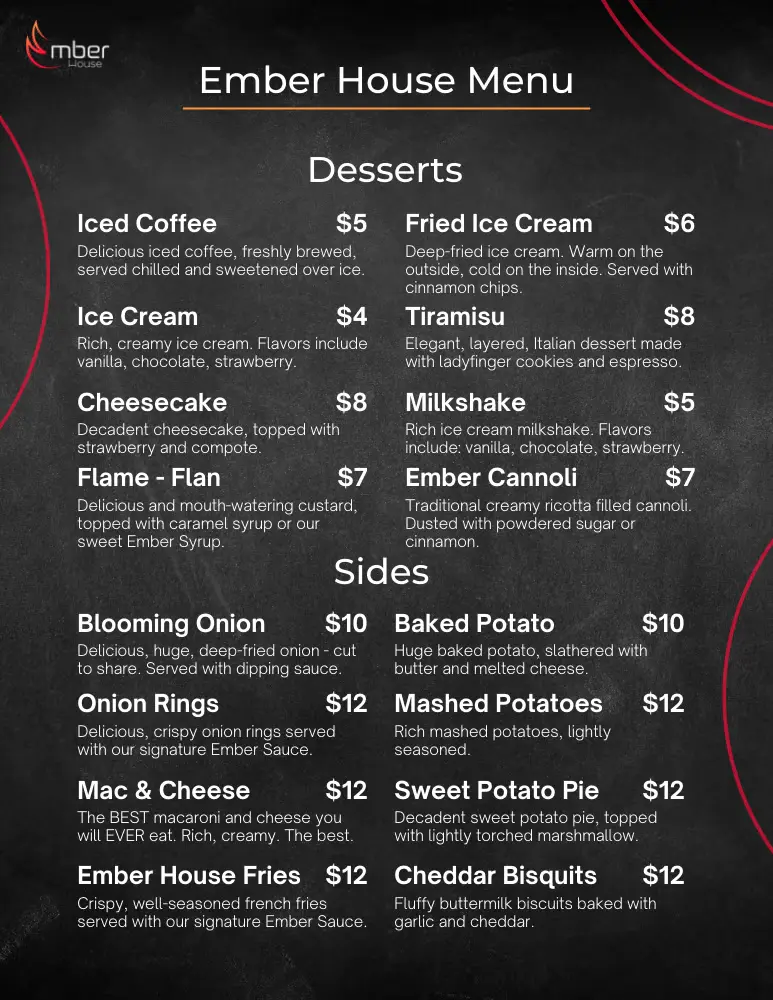 mber
House
Ember House Menu
Desserts
Iced Coffee $5
Delicious iced coffee, freshly brewed,
served chilled and sweetened over ice.
Fried Ice Cream $6
Deep-fried ice cream. Warm on the
outside, cold on the inside. Served with
cinnamon chips.
Ice Cream $4
Rich, creamy ice cream. Flavors include
vanilla, chocolate, strawberry.
Tiramisu $8
Elegant, layered, Italian dessert made
with ladyfinger cookies and espresso.
Cheesecake $8
Decadent cheesecake, topped with
strawberry and compote.
Milkshake $5
Rich ice cream milkshake. Flavors
include: vanilla, chocolate, strawberry.
Flame - Flan $7
Delicious and mouth-watering custard,
topped with caramel syrup or our
sweet Ember Syrup.
Ember Cannoli $7
Traditional creamy ricotta filled cannoli.
Dusted with powdered sugar or
cinnamon.
Sides
Blooming Onion $10
Delicious, huge, deep-fried onion - cut
to share. Served with dipping sauce.
Baked Potato $10
Huge baked potato, slathered with
butter and melted cheese.
Onion Rings $12
Delicious, crispy onion rings served
with our signature Ember Sauce.
Mashed Potatoes $12
Rich mashed potatoes, lightly
seasoned.
Mac & Cheese $12
The BEST macaroni and cheese you
will EVER eat. Rich, creamy. The best.
Sweet Potato Pie $12
Decadent sweet potato pie, topped
with lightly torched marshmallow.
Ember House Fries $12
Crispy, well-seasoned french fries
served with our signature Ember Sauce.
Cheddar Bisquits $12
Fluffy buttermilk biscuits baked with
garlic and cheddar.